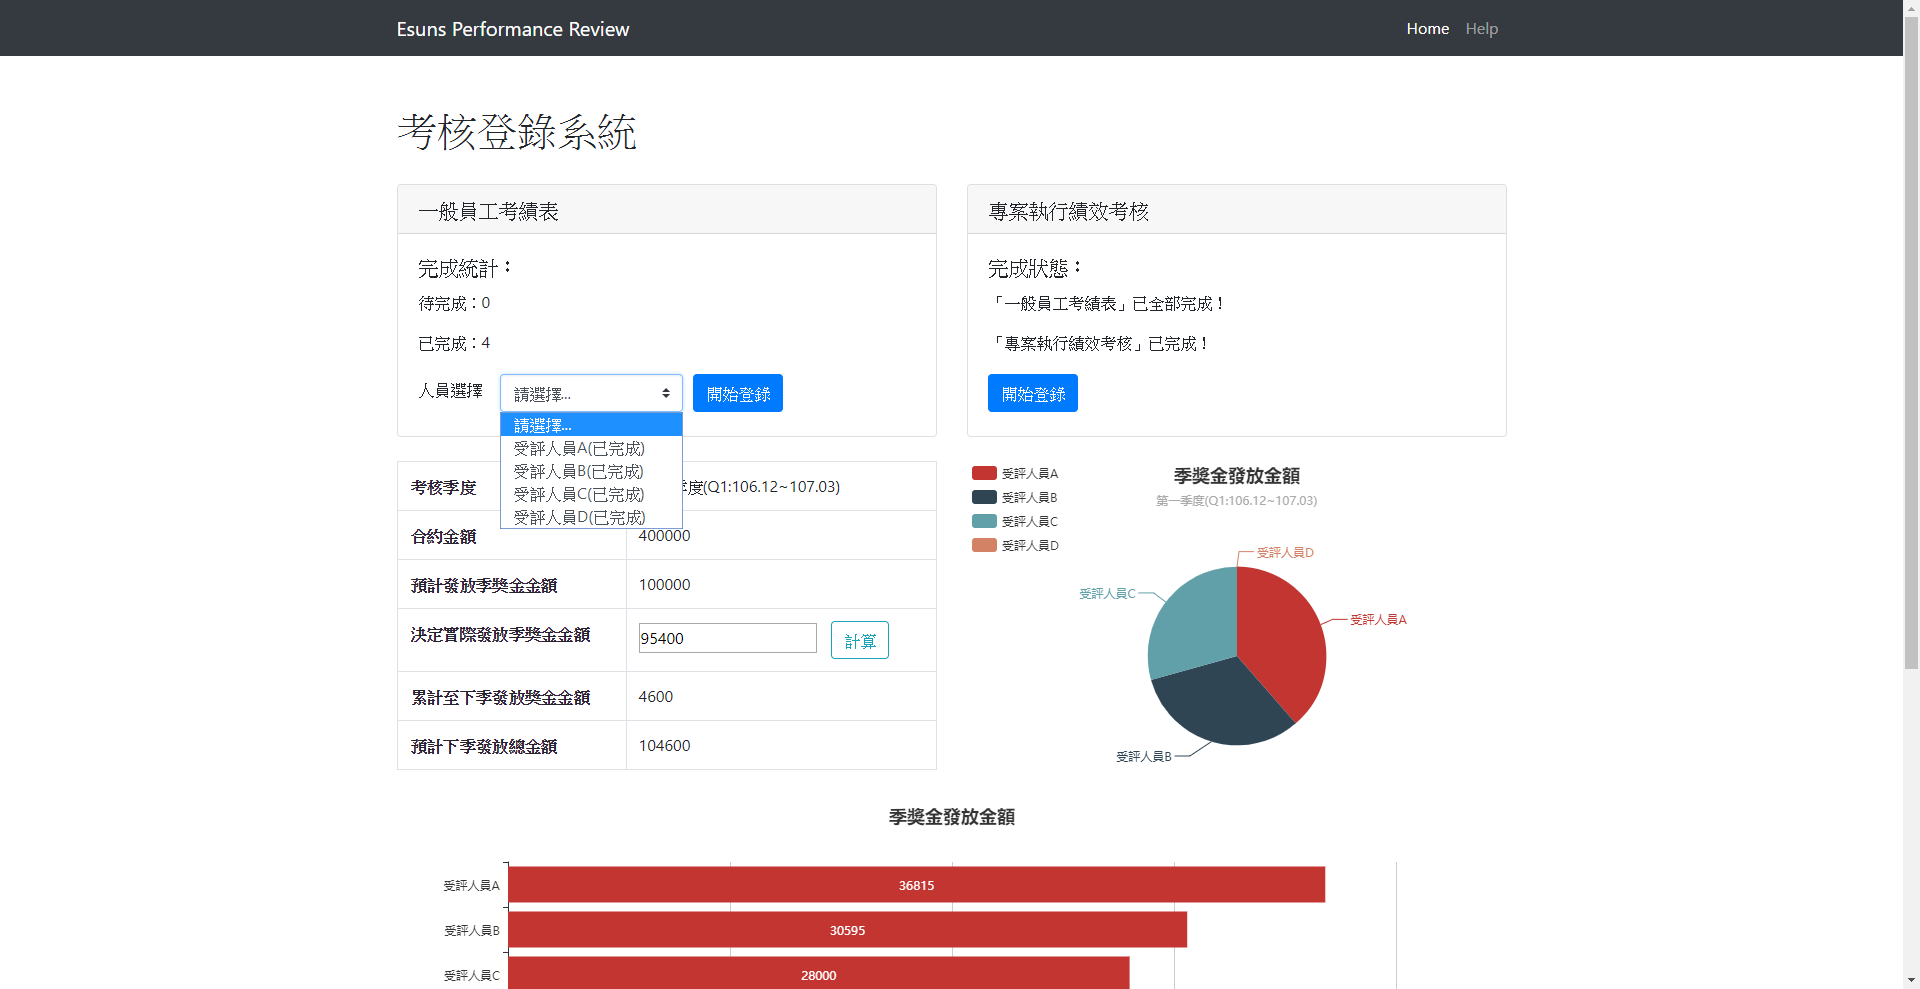 Esuns Performance Review
Home
Help
考核登錄系統
一般員工考績表
完成統計：
待完成：0
已完成：4
人員選擇
請選擇...
開始登錄
請選擇...
受評人員A(已完成)
受評人員B(已完成)
受評人員C(已完成)
受評人員D(已完成)
專案執行績效考核
完成狀態：
「一般員工考績表」已全部完成！
「專案執行績效考核」已完成！
開始登錄
考核季度
季度(Q1:106.12~107.03)
合約金額
400000
預計發放季獎金金額
100000
決定實際發放季獎金金額
95400
計算
累計至下季發放獎金金額
4600
預計下季發放總金額
104600
受評人員A
受評人員B
受評人員C
受評人員D
季獎金發放金額
第一季度(Q1:106.12~107.03)
受評人員D
受評人員C
受評人員A
受評人員B
季獎金發放金額
受評人員A
36815
受評人員B
30595
受評人員C
28000